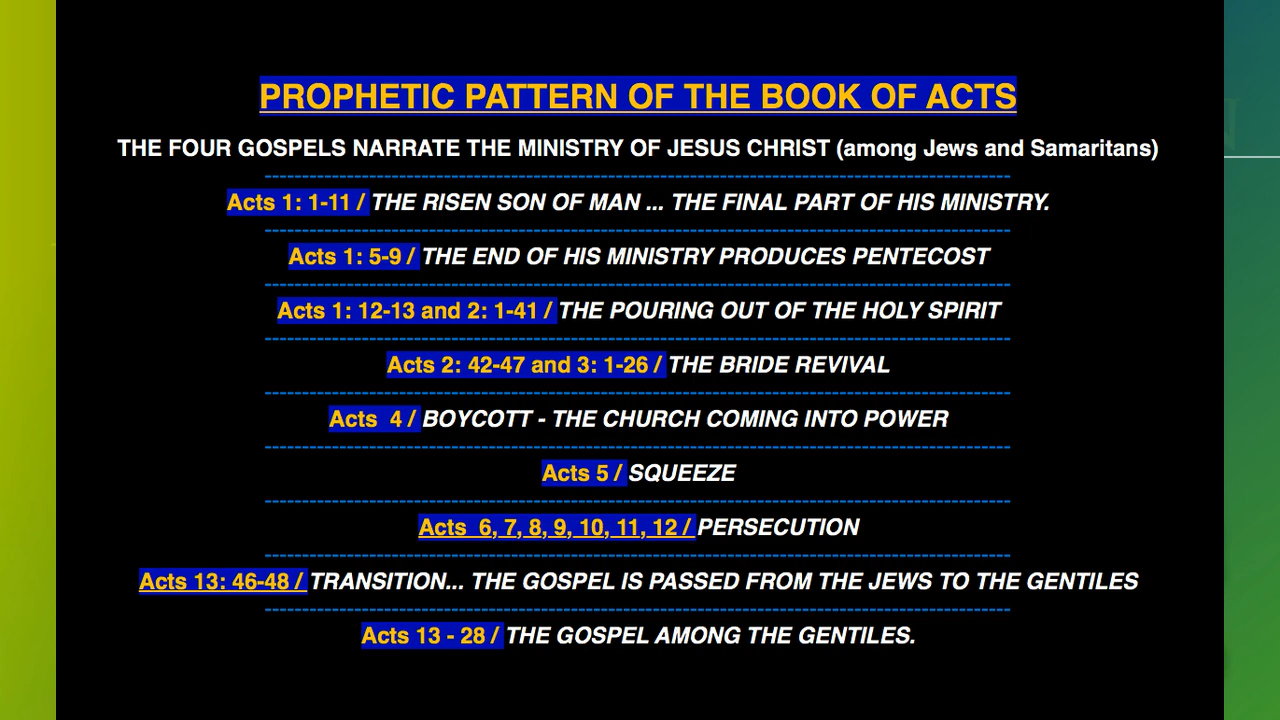 PROPHETIC PATTERN OF THE BOOK OF ACTS
THE FOUR GOSPELS NARRATE THE MINISTRY OF JESUS CHRIST (among Jews and Samaritans)
Acts 1: 1-11 / THE RISEN SON OF MAN ... THE FINAL PART OF HIS MINISTRY.
Acts 1: 5-9 / THE END OF HIS MINISTRY PRODUCES PENTECOST
Acts 1: 12-13 and 2: 1-41 / THE POURING OUT OF THE HOLY SPIRIT
Acts 2: 42-47 and 3: 1-26 / THE BRIDE REVIVAL
Acts  4 / BOYCOTT - THE CHURCH COMING INTO POWER
Acts 5 / SQUEEZE
Acts  6, 7, 8, 9, 10, 11, 12 / PERSECUTION
Acts 13: 46-48 / TRANSITION... THE GOSPEL IS PASSED FROM THE JEWS TO THE GENTILES
Acts 13 - 28 / THE GOSPEL AMONG THE GENTILES.